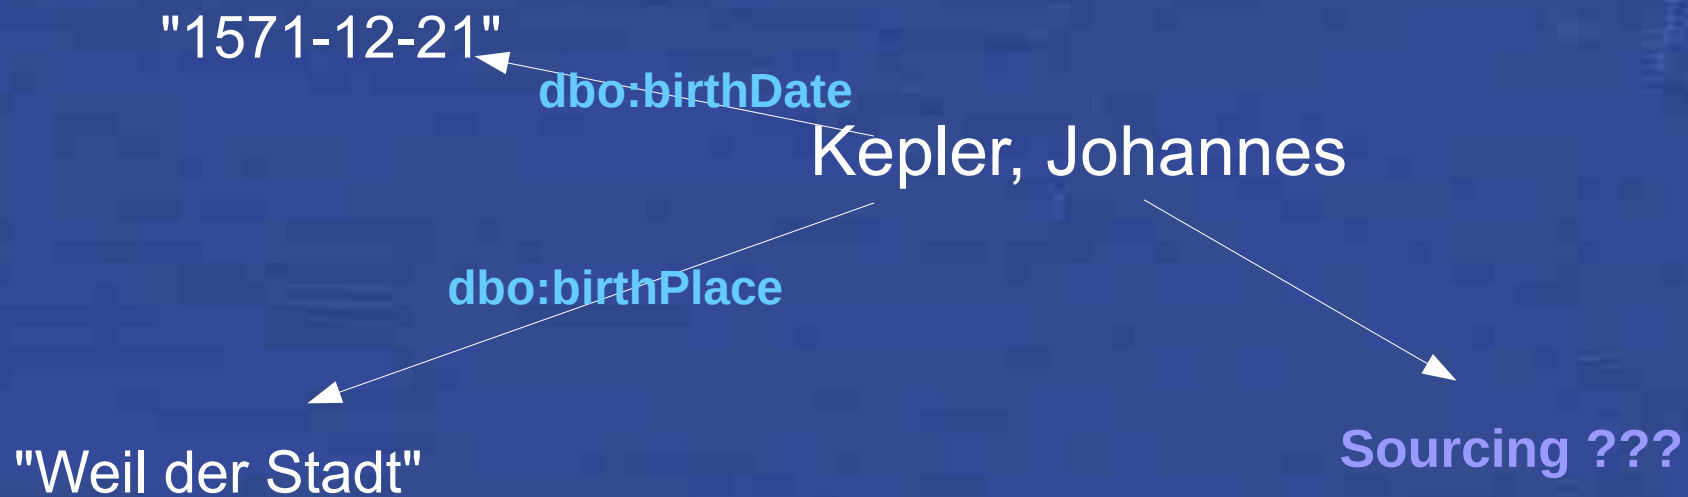 "1571-12-21"
dbo:birthDate
Kepler, Johannes
dbo:birthPlace
"Weil der Stadt"
Sourcing ???